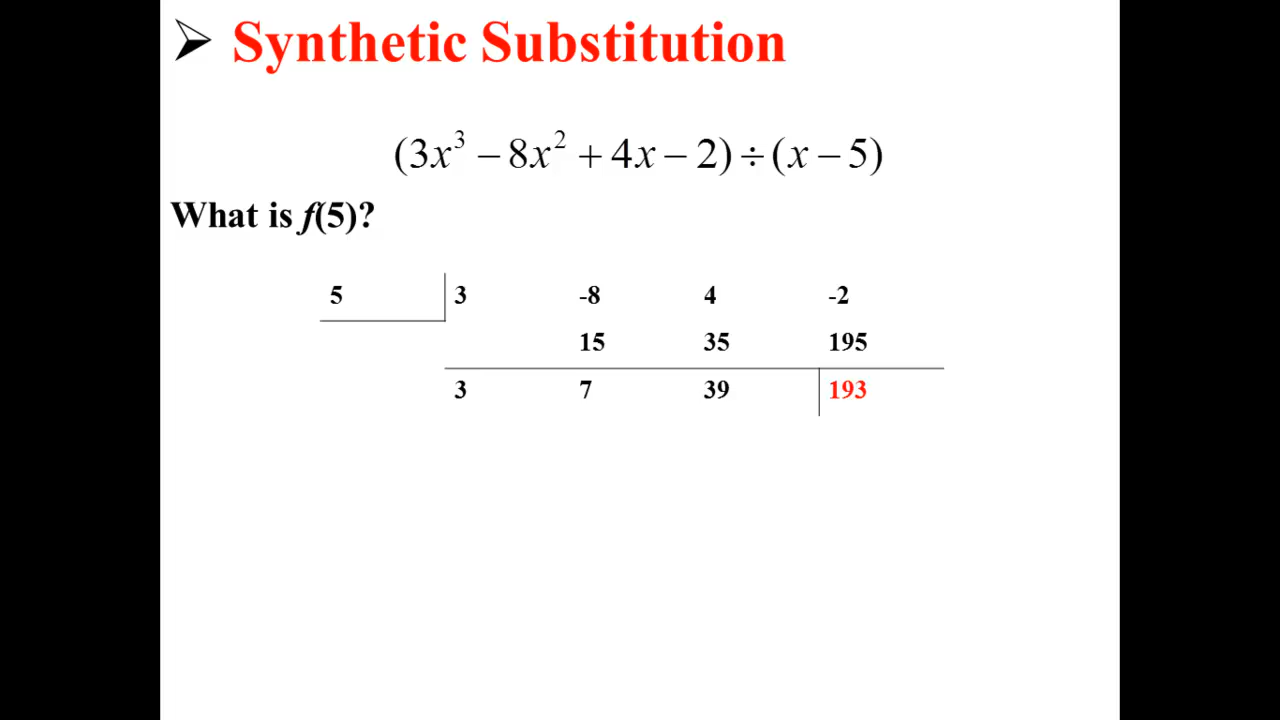 ➢ Synthetic Substitution
(3x³ − 8x² + 4x − 2) ÷ (x − 5)
What is f(5)?
5 3 -8 4 -2
15 35 195
3 7 39 193